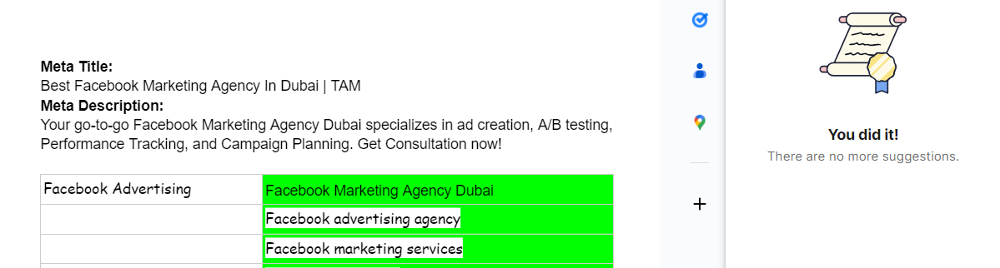 Meta Title:
Best Facebook Marketing Agency In Dubai | TAM
Meta Description:
Your go-to-go Facebook Marketing Agency Dubai specializes in ad creation, A/B testing,
Performance Tracking, and Campaign Planning. Get Consultation now!
Facebook Advertising
Facebook Marketing Agency Dubai
Facebook advertising agency
Facebook marketing services
You did it!
There are no more suggestions.